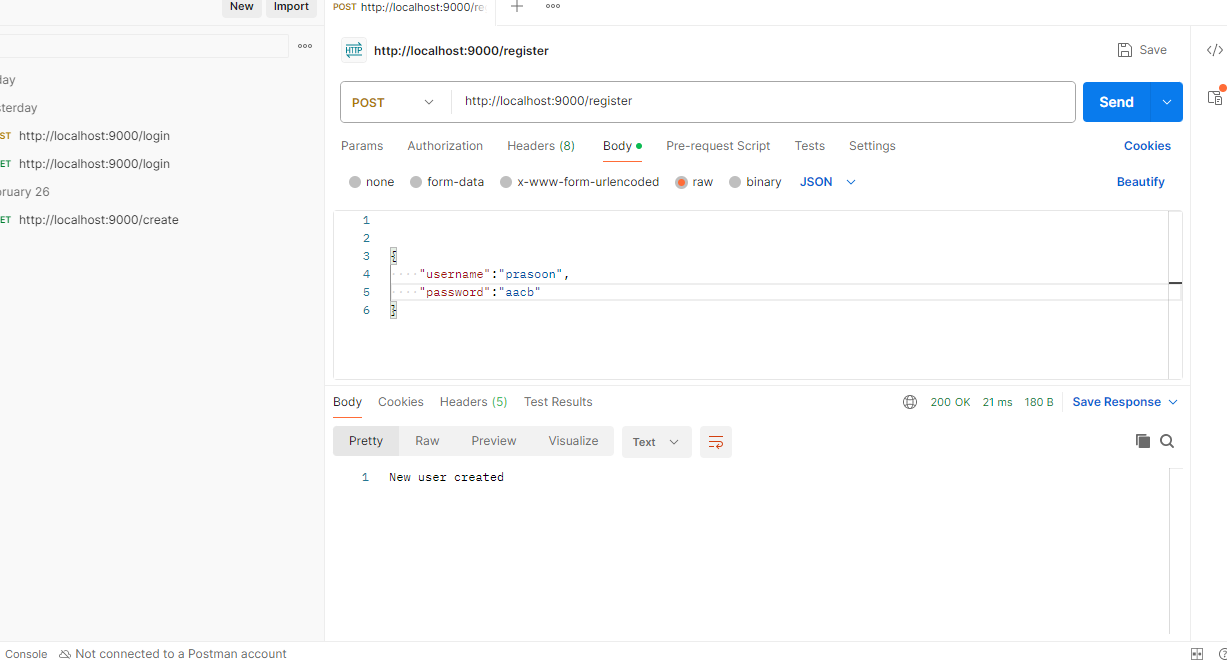 New Import
POST http://localhost:9000/re
http://localhost:9000/register
Save
POST http://localhost:9000/register Send
Params Authorization Headers (8) Body Pre-request Script Tests Settings Cookies
none form-data x-www-form-urlencoded raw binary JSON Beautify
1
2
3 {
4 "username":"prasoon",
5 "password":"aacb"
6 }
day
sterday
ST http://localhost:9000/login
ET http://localhost:9000/login
bruary 26
ET http://localhost:9000/create
Body Cookies Headers (5) Test Results 200 OK 21 ms 180 B Save Response
Pretty Raw Preview Visualize Text
1 New user created
Console Not connected to a Postman account